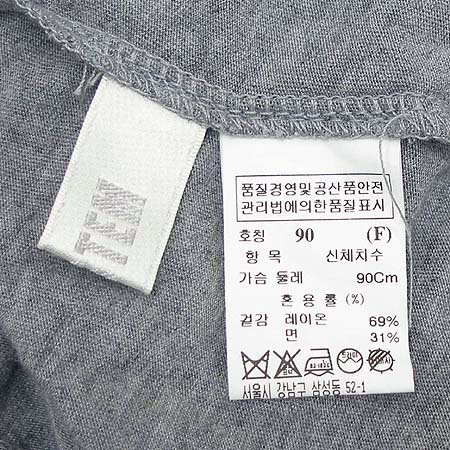 TEN
품질경영및공산품안전
관리법에의한품질표시
호칭 90 (F)
항 목 신체치수
가슴 둘레 90Cm
혼 용 률 (%)
겉감 레이온 69%
면 31%
서울시 강남구 삼성동 52-1